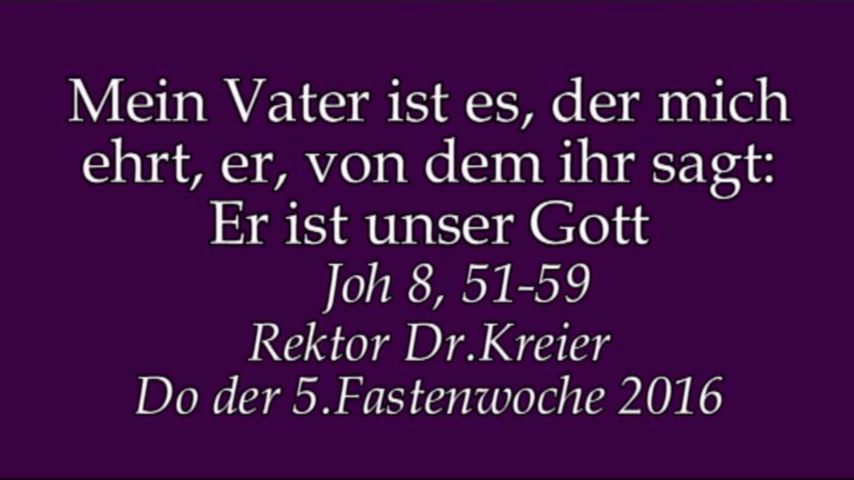 Mein Vater ist es, der mich
ehrt, er, von dem ihr sagt:
Er ist unser Gott
Joh 8, 51-59
Rektor Dr.Kreier
Do der 5.Fastenwoche 2016